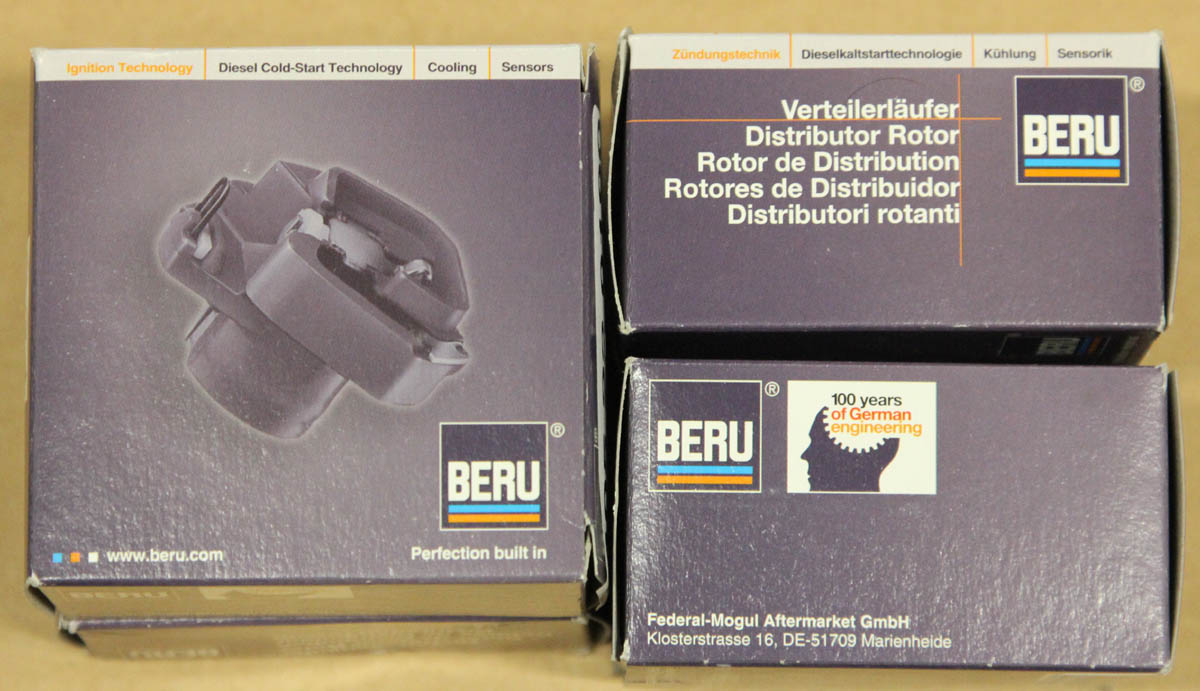 Ignition Technology Diesel Cold-Start Technology Cooling Sensors
BERU®
www.beru.com
Perfection built in
BERU
Zündungstechnik Dieselkaltstarttechnologie Kühlung Sensorik
Verteilerläufer
Distributor Rotor
Rotor de Distribution
Rotores de Distribuidor
Distributori rotanti
BERU®
BERU®
100 years
of German
engineering
Federal-Mogul Aftermarket GmbH
Klosterstrasse 16, DE-51709 Marienheide